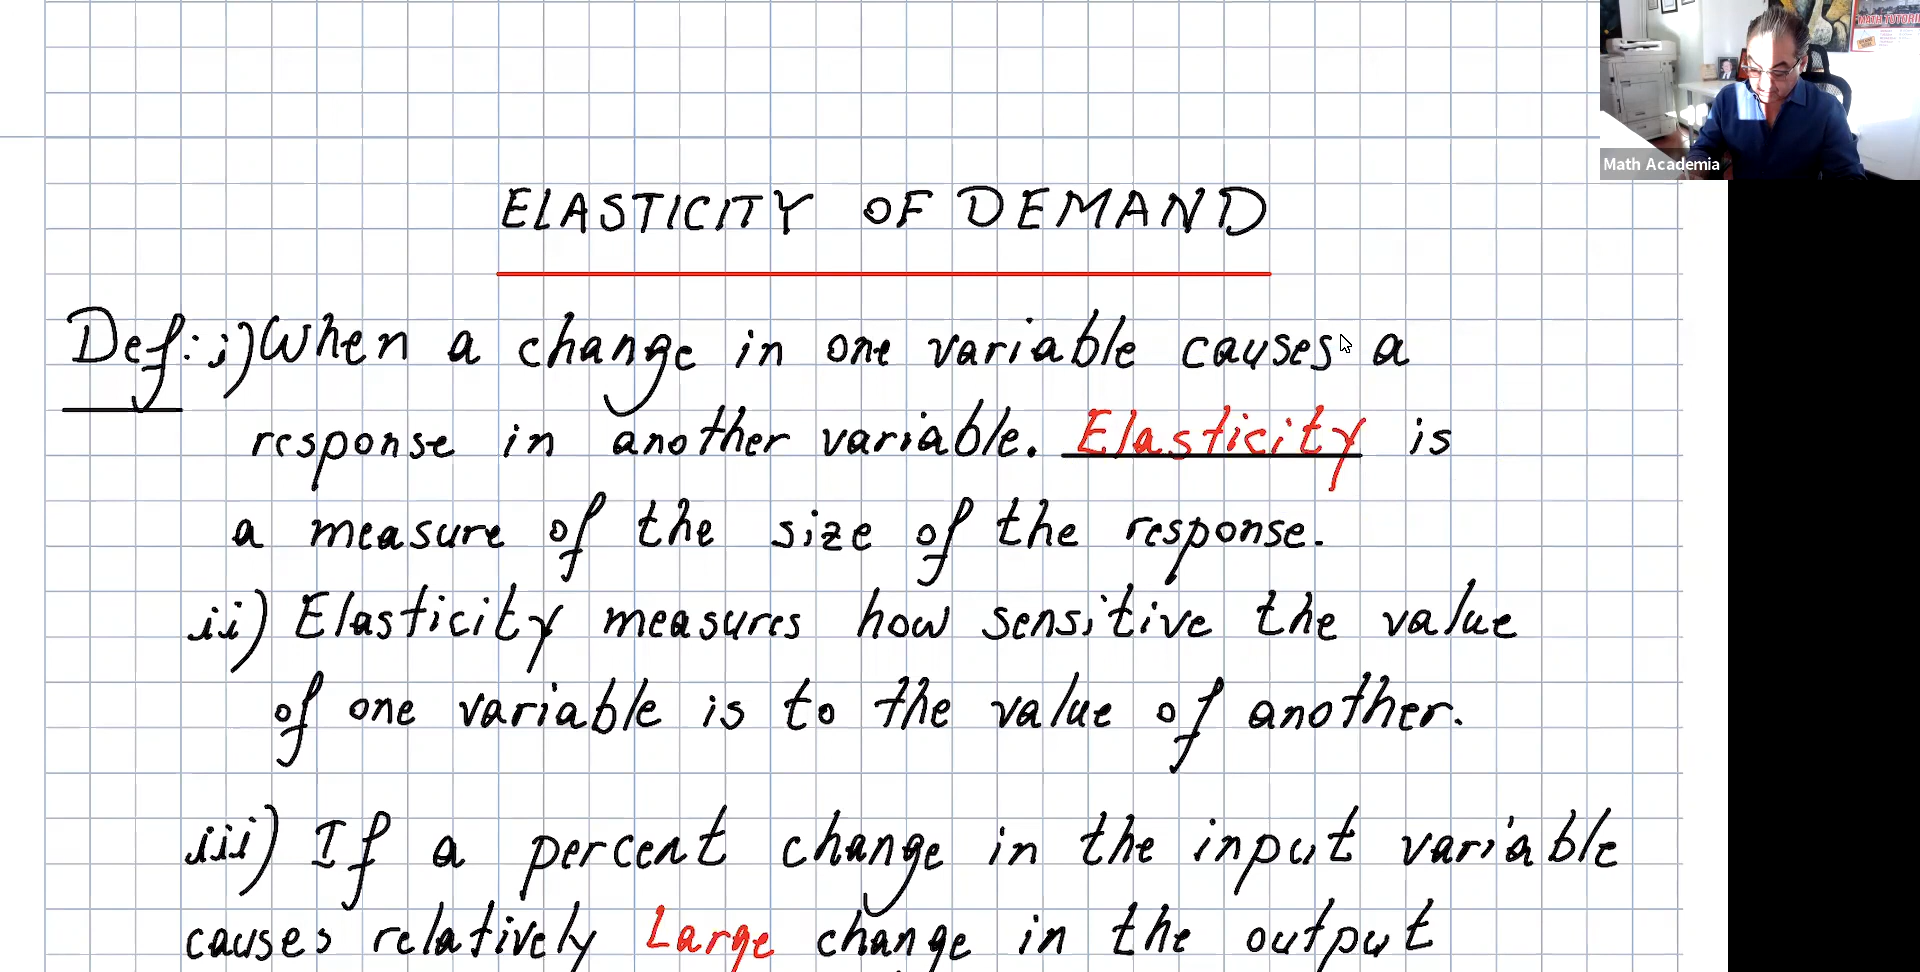 MATH TUTORI
Math Academia
ELASTICITY OF DEMAND
Def: i) When a change in one variable causes a
response in another variable. Elasticity is
a measure of the size of the response.
ii) Elasticity measures how sensitive the value
of one variable is to the value of another.
iii) If a percent change in the input variable
causes relatively Large change in the output